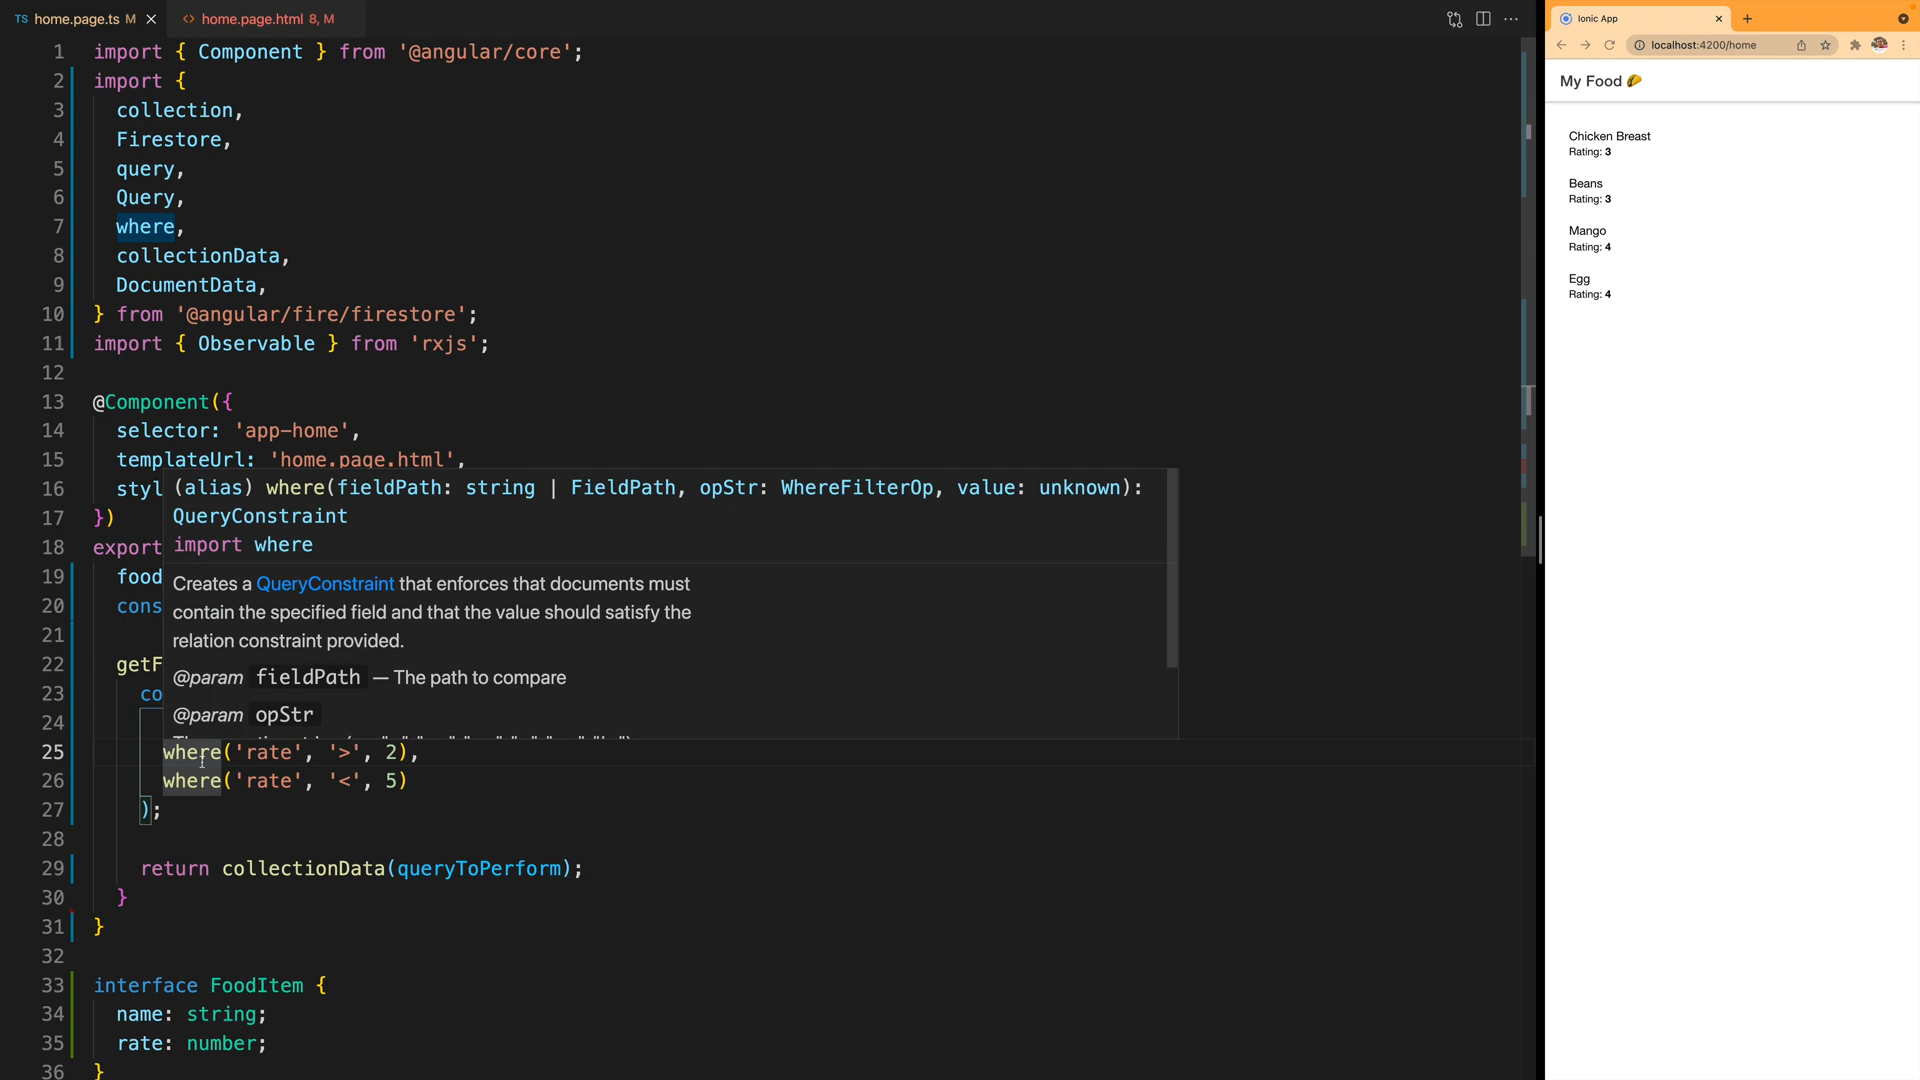 TS home.page.ts M
<> home.page.html 8, M
1 import { Component } from '@angular/core';
2 import {
3 collection,
4 Firestore,
5 query,
6 Query,
7 where,
8 collectionData,
9 DocumentData,
10 } from '@angular/fire/firestore';
11 import { Observable } from 'rxjs';
12
13 @Component({
14 selector: 'app-home',
15 templateUrl: 'home.page.html',
16 styl
17 })
18 export
19 food
20 cons
21
22 getF
23 co
24
(alias) where(fieldPath: string | FieldPath, opStr: WhereFilterOp, value: unknown):
QueryConstraint
import where
Creates a QueryConstraint that enforces that documents must
contain the specified field and that the value should satisfy the
relation constraint provided.
@param fieldPath — The path to compare
@param opStr
25 where('rate', '>', 2),
26 where('rate', '<', 5)
27 );
28
29 return collectionData(queryToPerform);
30 }
31 }
32
33 interface FoodItem {
34 name: string;
35 rate: number;
36 }
Ionic App
localhost:4200/home
My Food 🌮
Chicken Breast
Rating: 3
Beans
Rating: 3
Mango
Rating: 4
Egg
Rating: 4